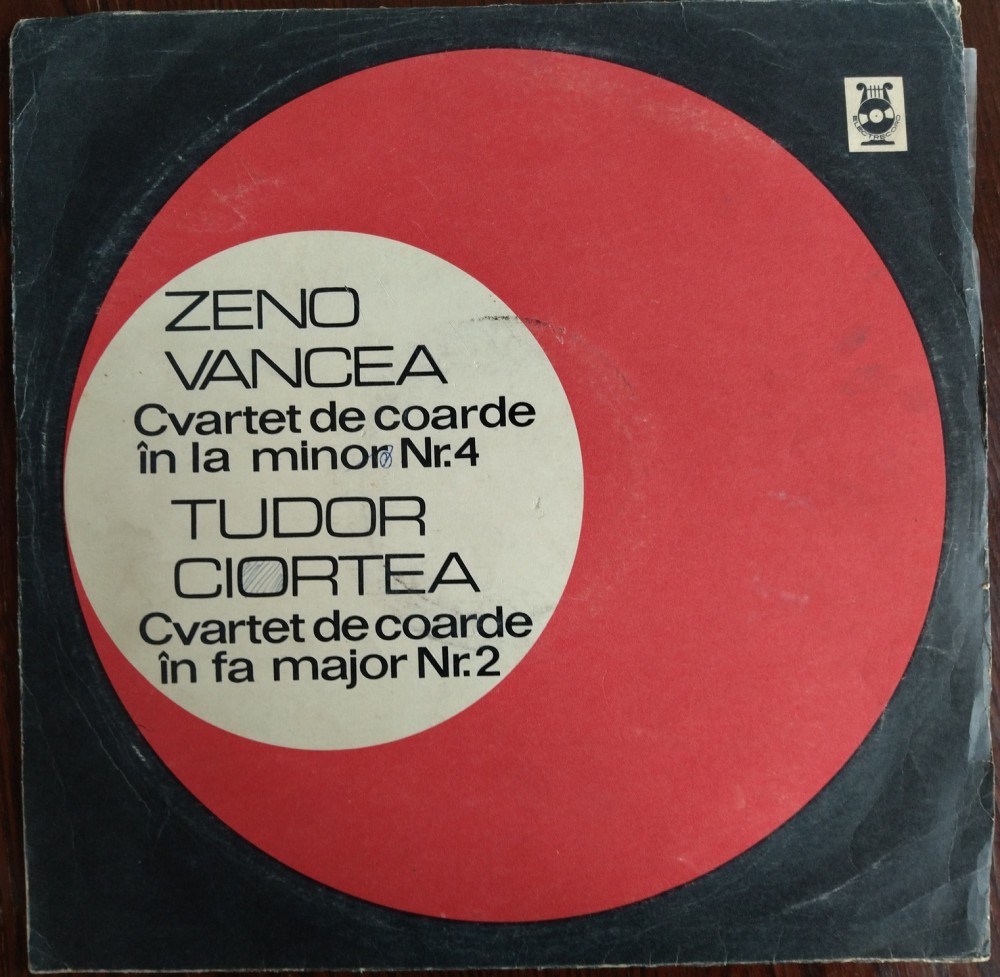 ELECTRECORD
ZENO
VANCEA
Cvartet de coarde
în la minor Nr.4
TUDOR
CIORTEA
Cvartet de coarde
în fa major Nr.2